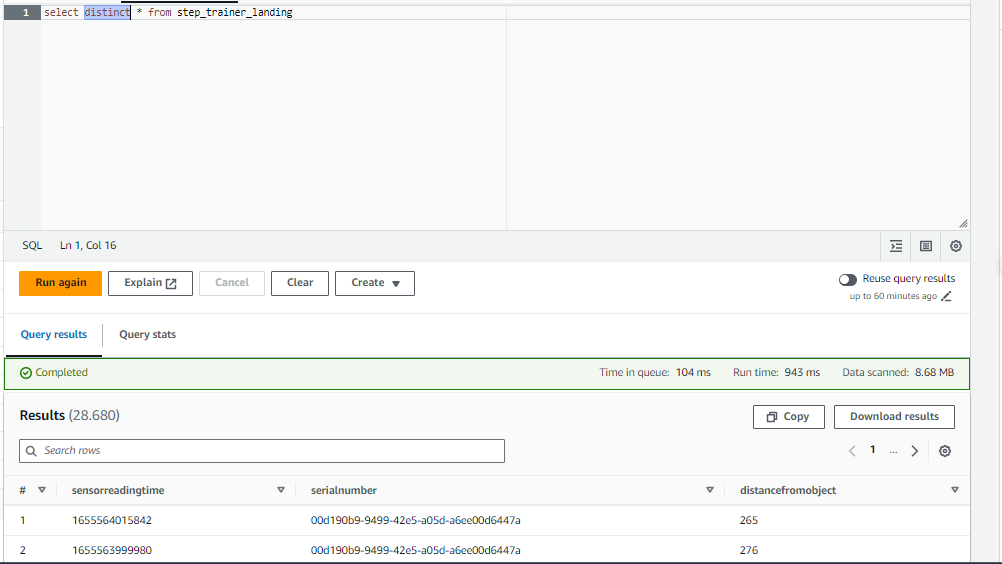 1 select distinct * from step_trainer_landing
SQL Ln 1, Col 16
Run again Explain Cancel Clear Create Reuse query results
up to 60 minutes ago
Query results Query stats
Completed Time in queue: 104 ms Run time: 943 ms Data scanned: 8.68 MB
Results (28.680) Copy Download results
Search rows 1 ...
# sensorreadingtime serialnumber distancefromobject
1 1655564015842 00d190b9-9499-42e5-a05d-a6ee00d6447a 265
2 1655563999980 00d190b9-9499-42e5-a05d-a6ee00d6447a 276